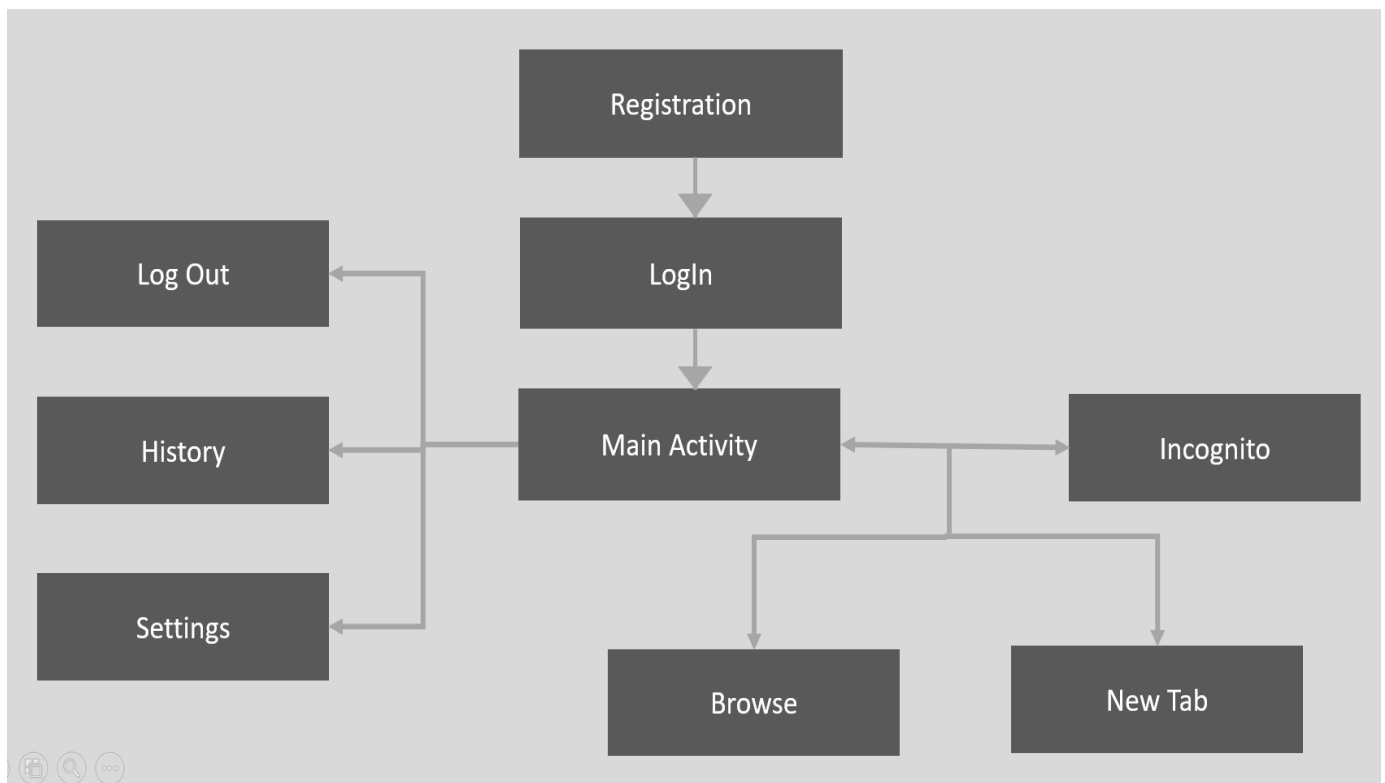 Registration
LogIn
Log Out
Main Activity
History
Incognito
Settings
Browse
New Tab